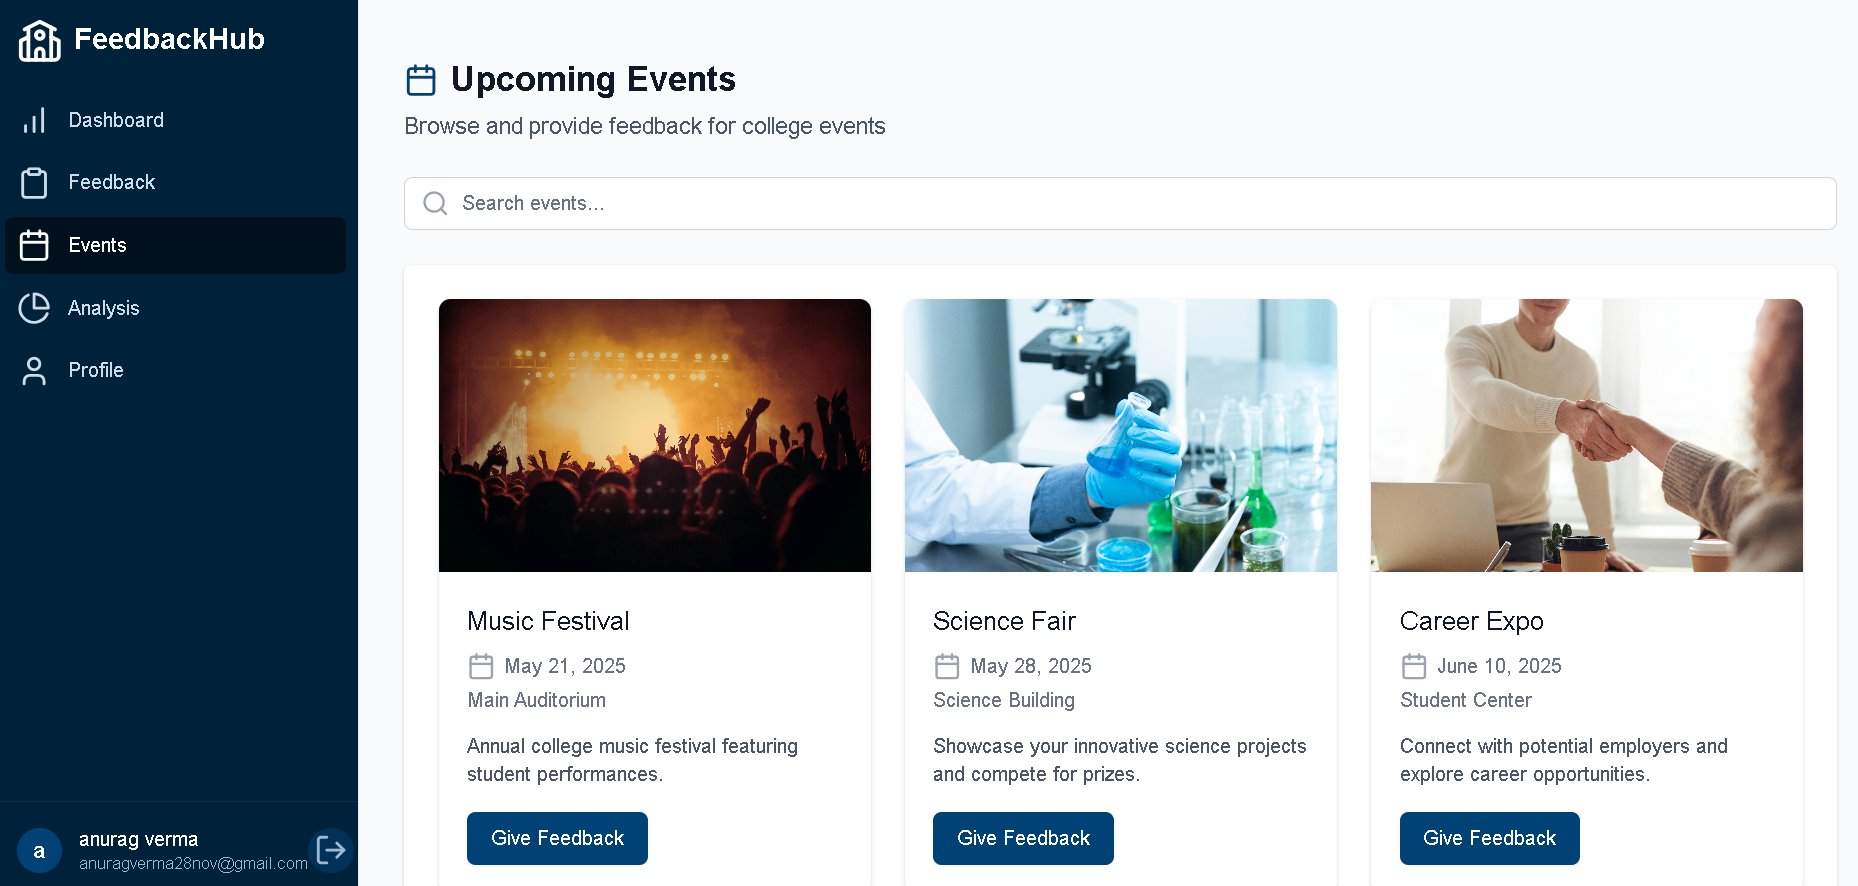 FeedbackHub
Dashboard
Feedback
Events
Analysis
Profile
a
anurag verma
anuragverma28nov@gmail.com
Upcoming Events
Browse and provide feedback for college events
Search events...
Music Festival
May 21, 2025
Main Auditorium
Annual college music festival featuring
student performances.
Give Feedback
Science Fair
May 28, 2025
Science Building
Showcase your innovative science projects
and compete for prizes.
Give Feedback
Career Expo
June 10, 2025
Student Center
Connect with potential employers and
explore career opportunities.
Give Feedback